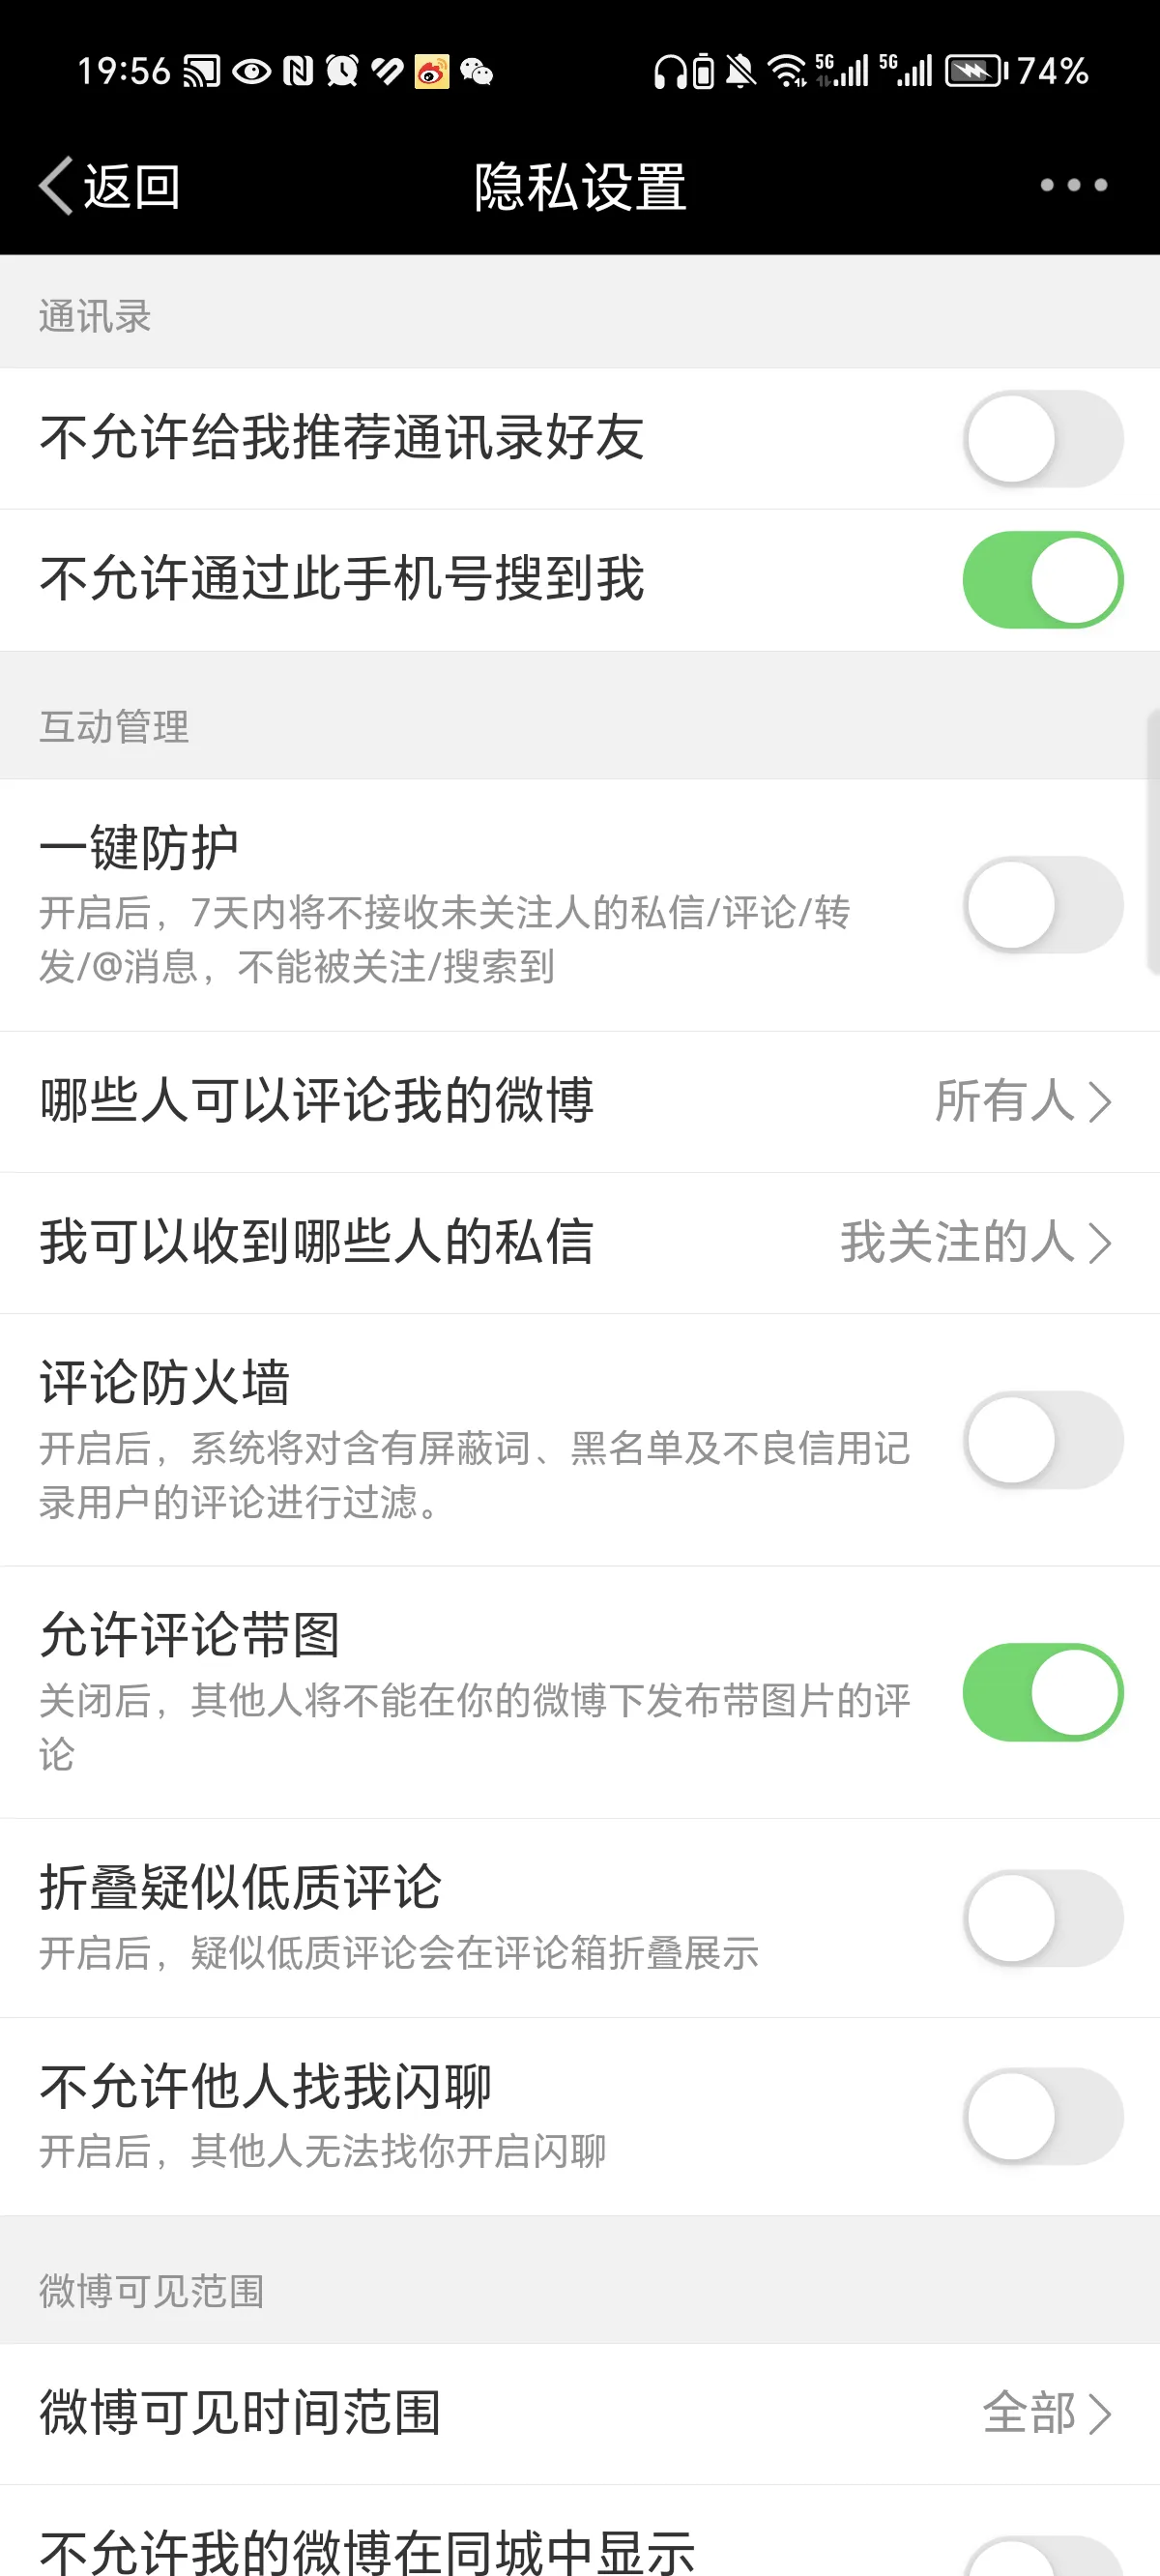 19:56 5G 5G 74%
返回 隐私设置
通讯录
不允许给我推荐通讯录好友
不允许通过此手机号搜到我
互动管理
一键防护
开启后，7天内将不接收未关注人的私信/评论/转
发/@消息，不能被关注/搜索到
哪些人可以评论我的微博 所有人
我可以收到哪些人的私信 我关注的人
评论防火墙
开启后，系统将对含有屏蔽词、黑名单及不良信用记
录用户的评论进行过滤。
允许评论带图
关闭后，其他人将不能在你的微博下发布带图片的评
论
折叠疑似低质评论
开启后，疑似低质评论会在评论箱折叠展示
不允许他人找我闪聊
开启后，其他人无法找你开启闪聊
微博可见范围
微博可见时间范围 全部
不允许我的微博在同城中显示